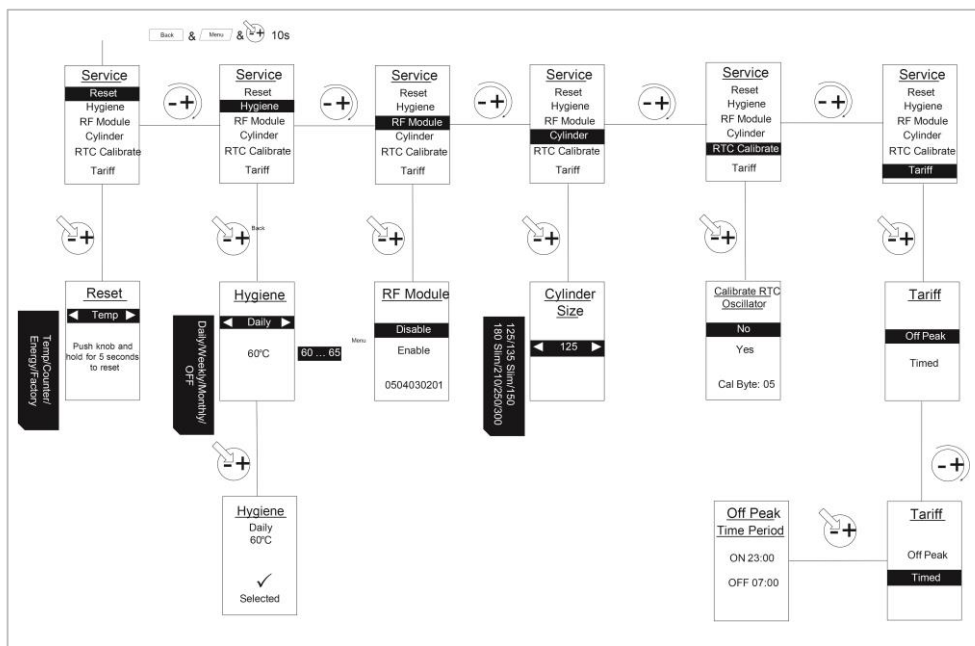 Back & Menu & - + 10s
Service
Reset
Hygiene
RF Module
Cylinder
RTC Calibrate
Tariff
- +
Service
Reset
Hygiene
RF Module
Cylinder
RTC Calibrate
Tariff
- +
Service
Reset
Hygiene
RF Module
Cylinder
RTC Calibrate
Tariff
- +
Service
Reset
Hygiene
RF Module
Cylinder
RTC Calibrate
Tariff
- +
Service
Reset
Hygiene
RF Module
Cylinder
RTC Calibrate
Tariff
- +
Service
Reset
Hygiene
RF Module
Cylinder
RTC Calibrate
Tariff
- +
- +
Back
- +
- +
- +
- +
Temp/Counter/
Energy/Factory
Reset
◀ Temp ▶
Push knob and
hold for 5 seconds
to reset
Daily/Weekly/Monthly/
OFF
Hygiene
◀ Daily ▶
60°C
60 ... 65
Menu
RF Module
Disable
Enable
0504030201
125/135 Slim/150
180 Slim/210/250/300
Cylinder
Size
◀ 125 ▶
Calibrate RTC
Oscillator
No
Yes
Cal Byte: 05
Tariff
Off Peak
Timed
- +
- +
Hygiene
Daily
60°C
✓
Selected
Off Peak
Time Period
ON 23:00
OFF 07:00
- +
Tariff
Off Peak
Timed